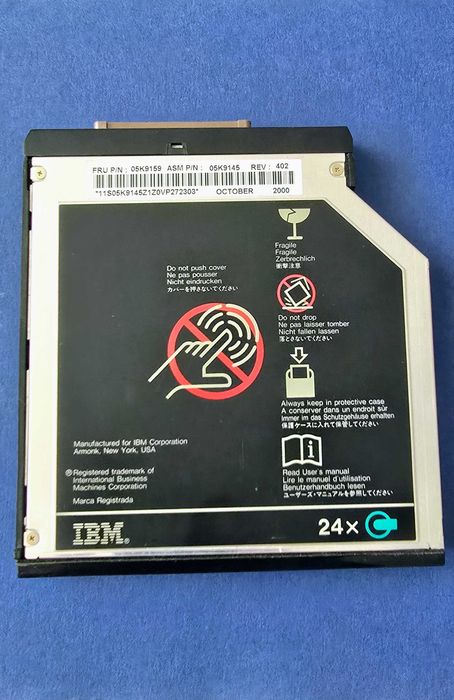 FRU P/N : 05K9159 ASM P/N : 05K9145 REV : 402
*11S05K9145Z1Z0VP272303* OCTOBER 2000
Fragile
Fragile
Zerbrechlich
衝撃注意
Do not push cover
Ne pas pousser
Nicht eindrucken
カバーを押さないでください
Do not drop
Ne pas laisser tomber
Nicht fallen lassen
落とさないでください
Always keep in protective case
A conserver dans un endroit sûr
Immer im das Schutzgehäuse erhalten
保護ケースに入れて保管してください
Manufactured for IBM Corporation
Armonk, New York, USA
® Registered trademark of
International Business
Machines Corporation
Marca Registrada
Read User's manual
Lire le manuel d'utilisation
Benutzerhandbuch lesen
ユーザーズ・マニュアルを参照してください
IBM®
24×